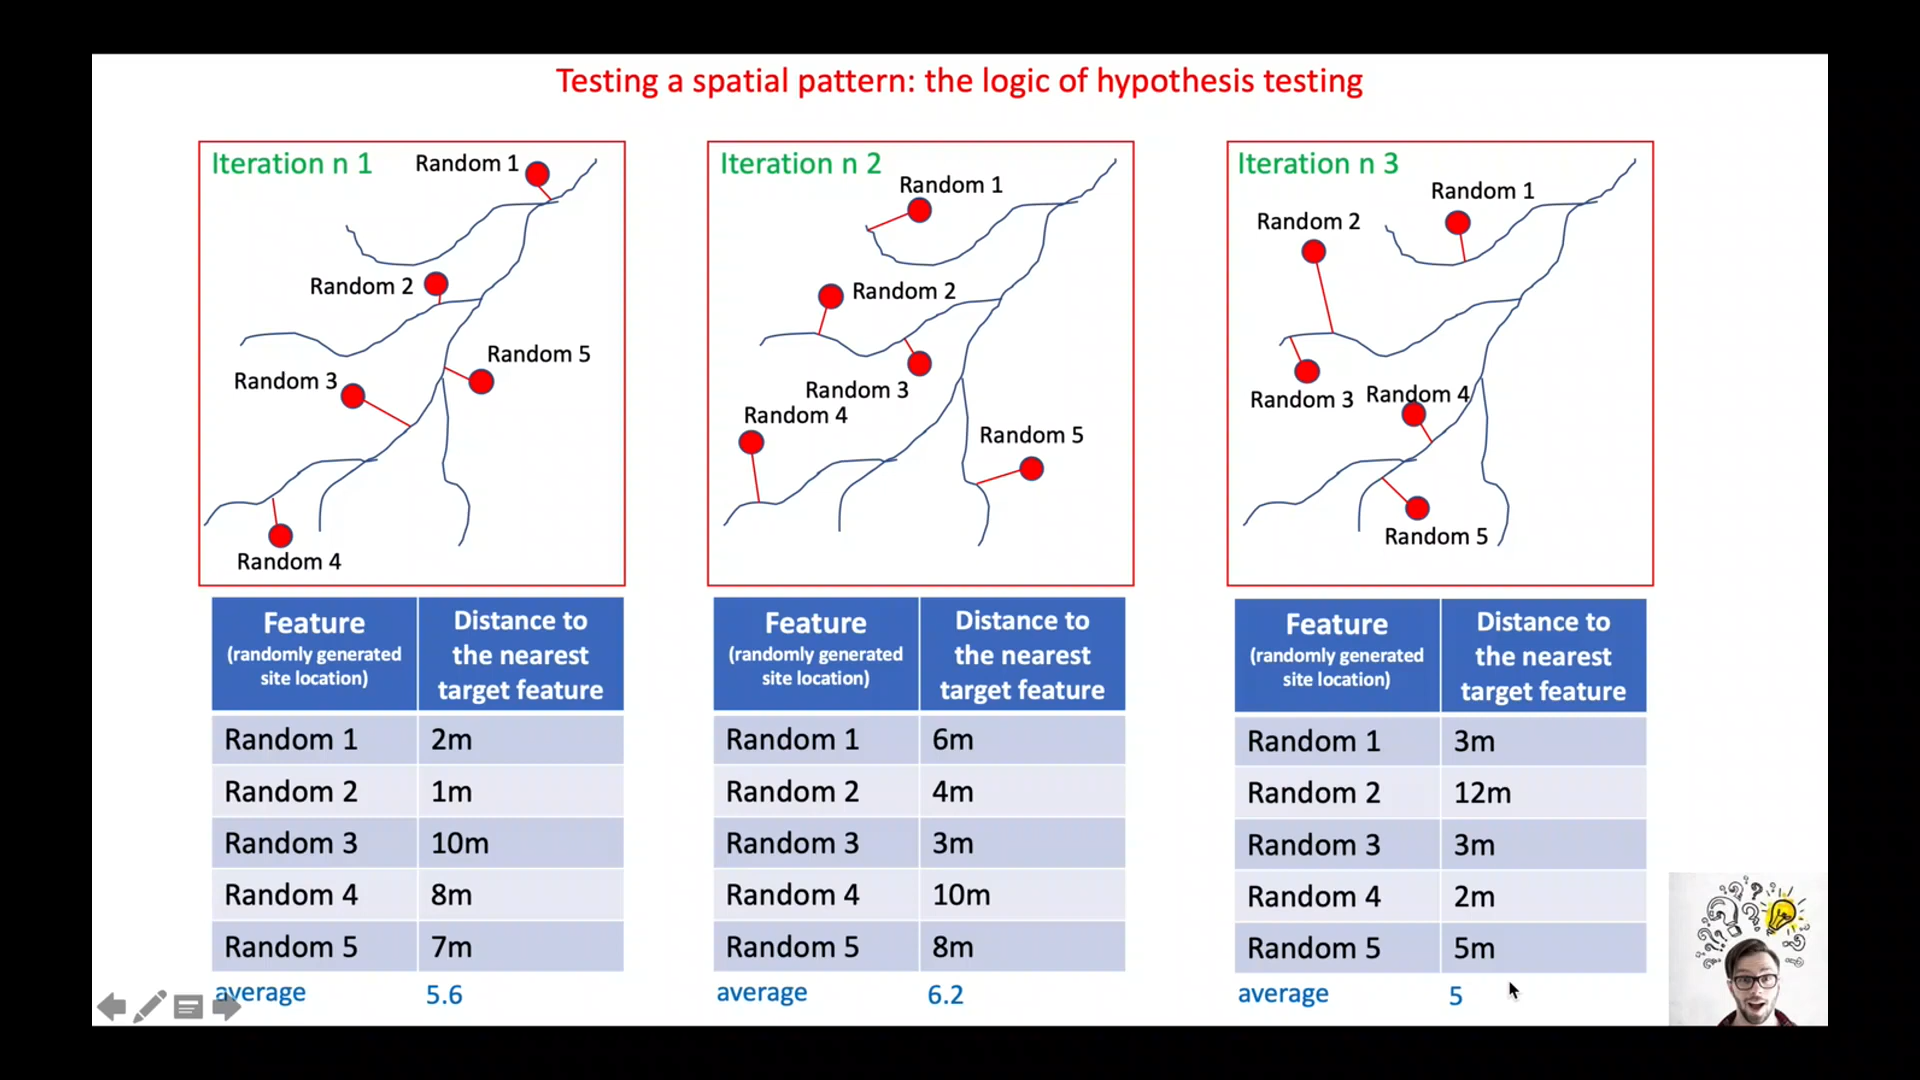 Testing a spatial pattern: the logic of hypothesis testing
Iteration n 1
Random 1
Random 2
Random 5
Random 3
Random 4
Iteration n 2
Random 1
Random 2
Random 3
Random 4
Random 5
Iteration n 3
Random 1
Random 2
Random 3
Random 4
Random 5
Feature
(randomly generated
site location)
Distance to
the nearest
target feature
Random 1 2m
Random 2 1m
Random 3 10m
Random 4 8m
Random 5 7m
average 5.6
Feature
(randomly generated
site location)
Distance to
the nearest
target feature
Random 1 6m
Random 2 4m
Random 3 3m
Random 4 10m
Random 5 8m
average 6.2
Feature
(randomly generated
site location)
Distance to
the nearest
target feature
Random 1 3m
Random 2 12m
Random 3 3m
Random 4 2m
Random 5 5m
average 5